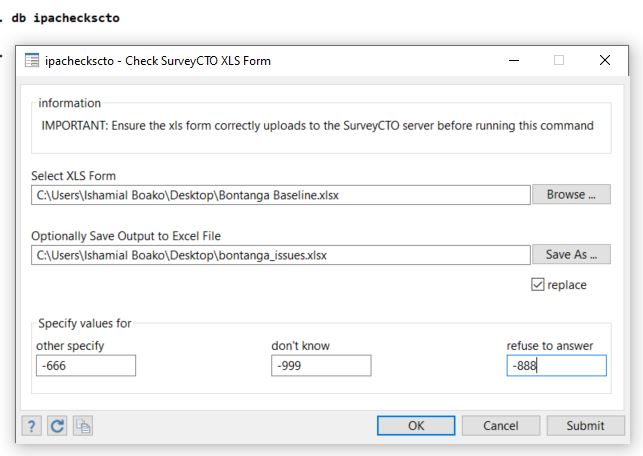 . db ipacheckscto
.
ipacheckscto - Check SurveyCTO XLS Form
information
IMPORTANT: Ensure the xls form correctly uploads to the SurveyCTO server before running this command
Select XLS Form
C:\Users\Ishamial Boako\Desktop\Bontanga Baseline.xlsx Browse ...
Optionally Save Output to Excel File
C:\Users\Ishamial Boako\Desktop\bontanga_issues.xlsx Save As ...
replace
Specify values for
other specify don't know refuse to answer
-666 -999 -888
? OK Cancel Submit